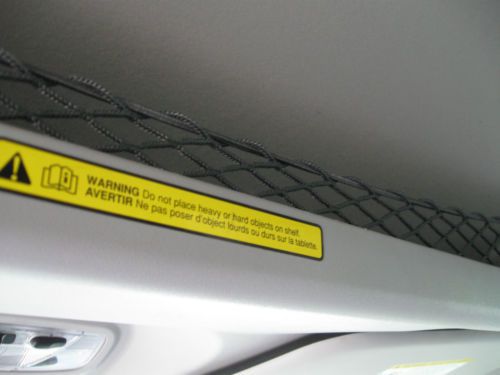 WARNING Do not place heavy or hard objects on shelf.
AVERTIR Ne pas poser d'object lourds ou durs sur la tablette.